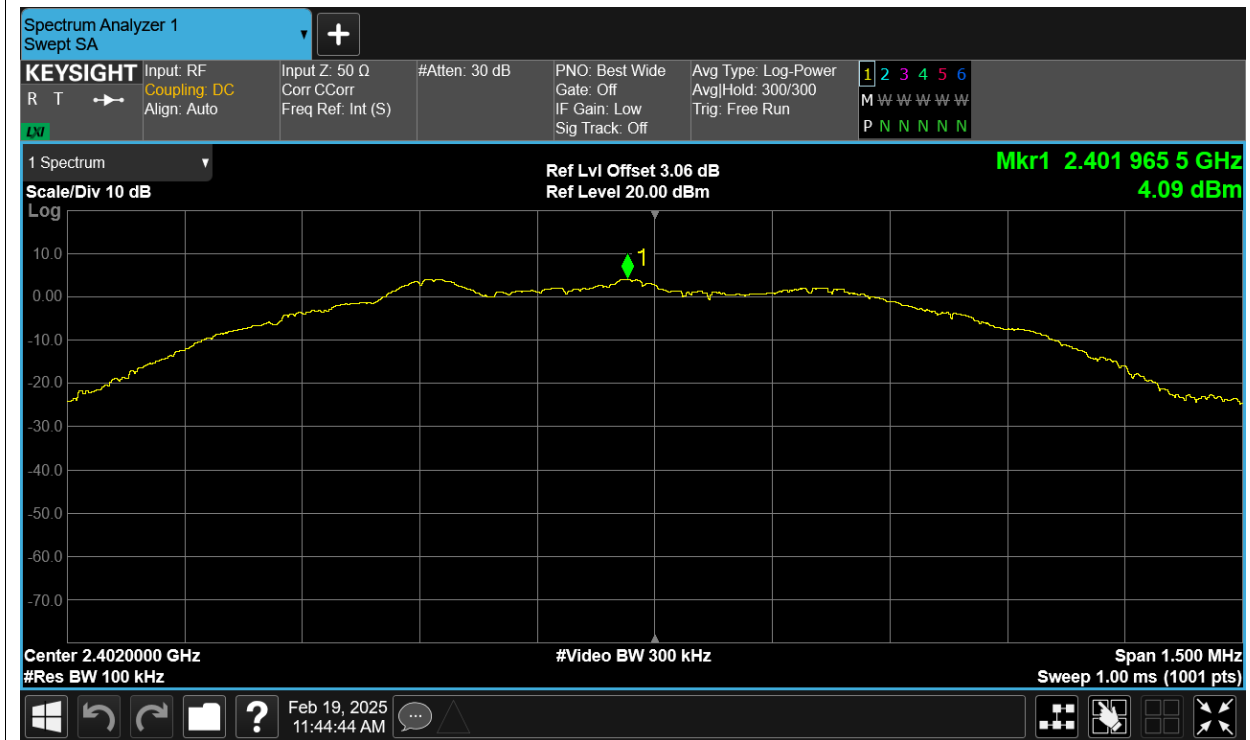 Spectrum Analyzer 1
Swept SA
KEYSIGHT
R T
LXI
Input: RF
Coupling: DC
Align: Auto
Input Z: 50 Ω
Corr CCorr
Freq Ref: Int (S)
#Atten: 30 dB
PNO: Best Wide
Gate: Off
IF Gain: Low
Sig Track: Off
Avg Type: Log-Power
Avg|Hold: 300/300
Trig: Free Run
1 2 3 4 5 6
M W W W W W
P N N N N N
1 Spectrum
Scale/Div 10 dB
Log
Ref Lvl Offset 3.06 dB
Ref Level 20.00 dBm
Mkr1 2.401 965 5 GHz
4.09 dBm
1
10.0
0.00
-10.0
-20.0
-30.0
-40.0
-50.0
-60.0
-70.0
Center 2.4020000 GHz
#Res BW 100 kHz
#Video BW 300 kHz
Span 1.500 MHz
Sweep 1.00 ms (1001 pts)
?
Feb 19, 2025
11:44:44 AM